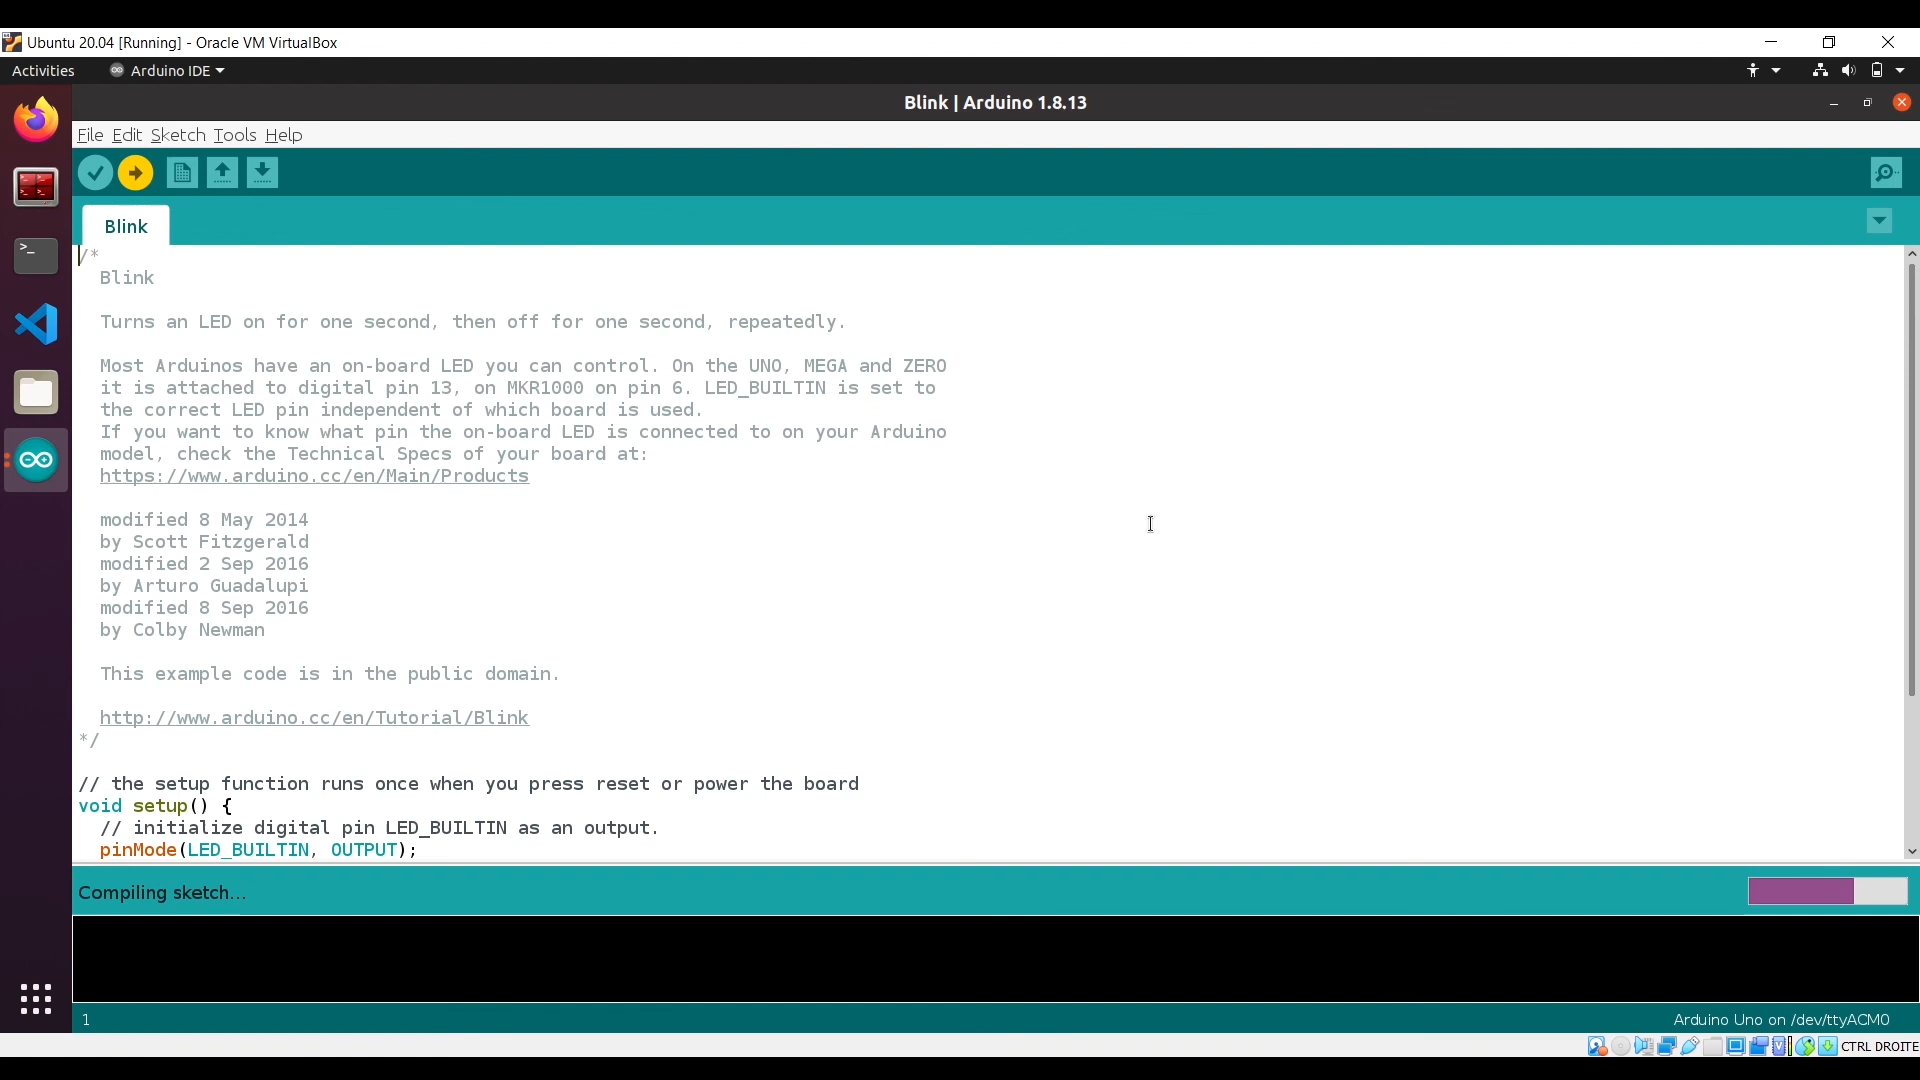 Ubuntu 20.04 [Running] - Oracle VM VirtualBox
Activities
Arduino IDE
Blink | Arduino 1.8.13
File Edit Sketch Tools Help
Blink
/*
Blink
Turns an LED on for one second, then off for one second, repeatedly.
Most Arduinos have an on-board LED you can control. On the UNO, MEGA and ZERO
it is attached to digital pin 13, on MKR1000 on pin 6. LED_BUILTIN is set to
the correct LED pin independent of which board is used.
If you want to know what pin the on-board LED is connected to on your Arduino
model, check the Technical Specs of your board at:
https://www.arduino.cc/en/Main/Products
modified 8 May 2014
by Scott Fitzgerald
modified 2 Sep 2016
by Arturo Guadalupi
modified 8 Sep 2016
by Colby Newman
This example code is in the public domain.
http://www.arduino.cc/en/Tutorial/Blink
*/
// the setup function runs once when you press reset or power the board
void setup() {
// initialize digital pin LED_BUILTIN as an output.
pinMode(LED_BUILTIN, OUTPUT);
Compiling sketch...
1
Arduino Uno on /dev/ttyACM0
CTRL DROITE